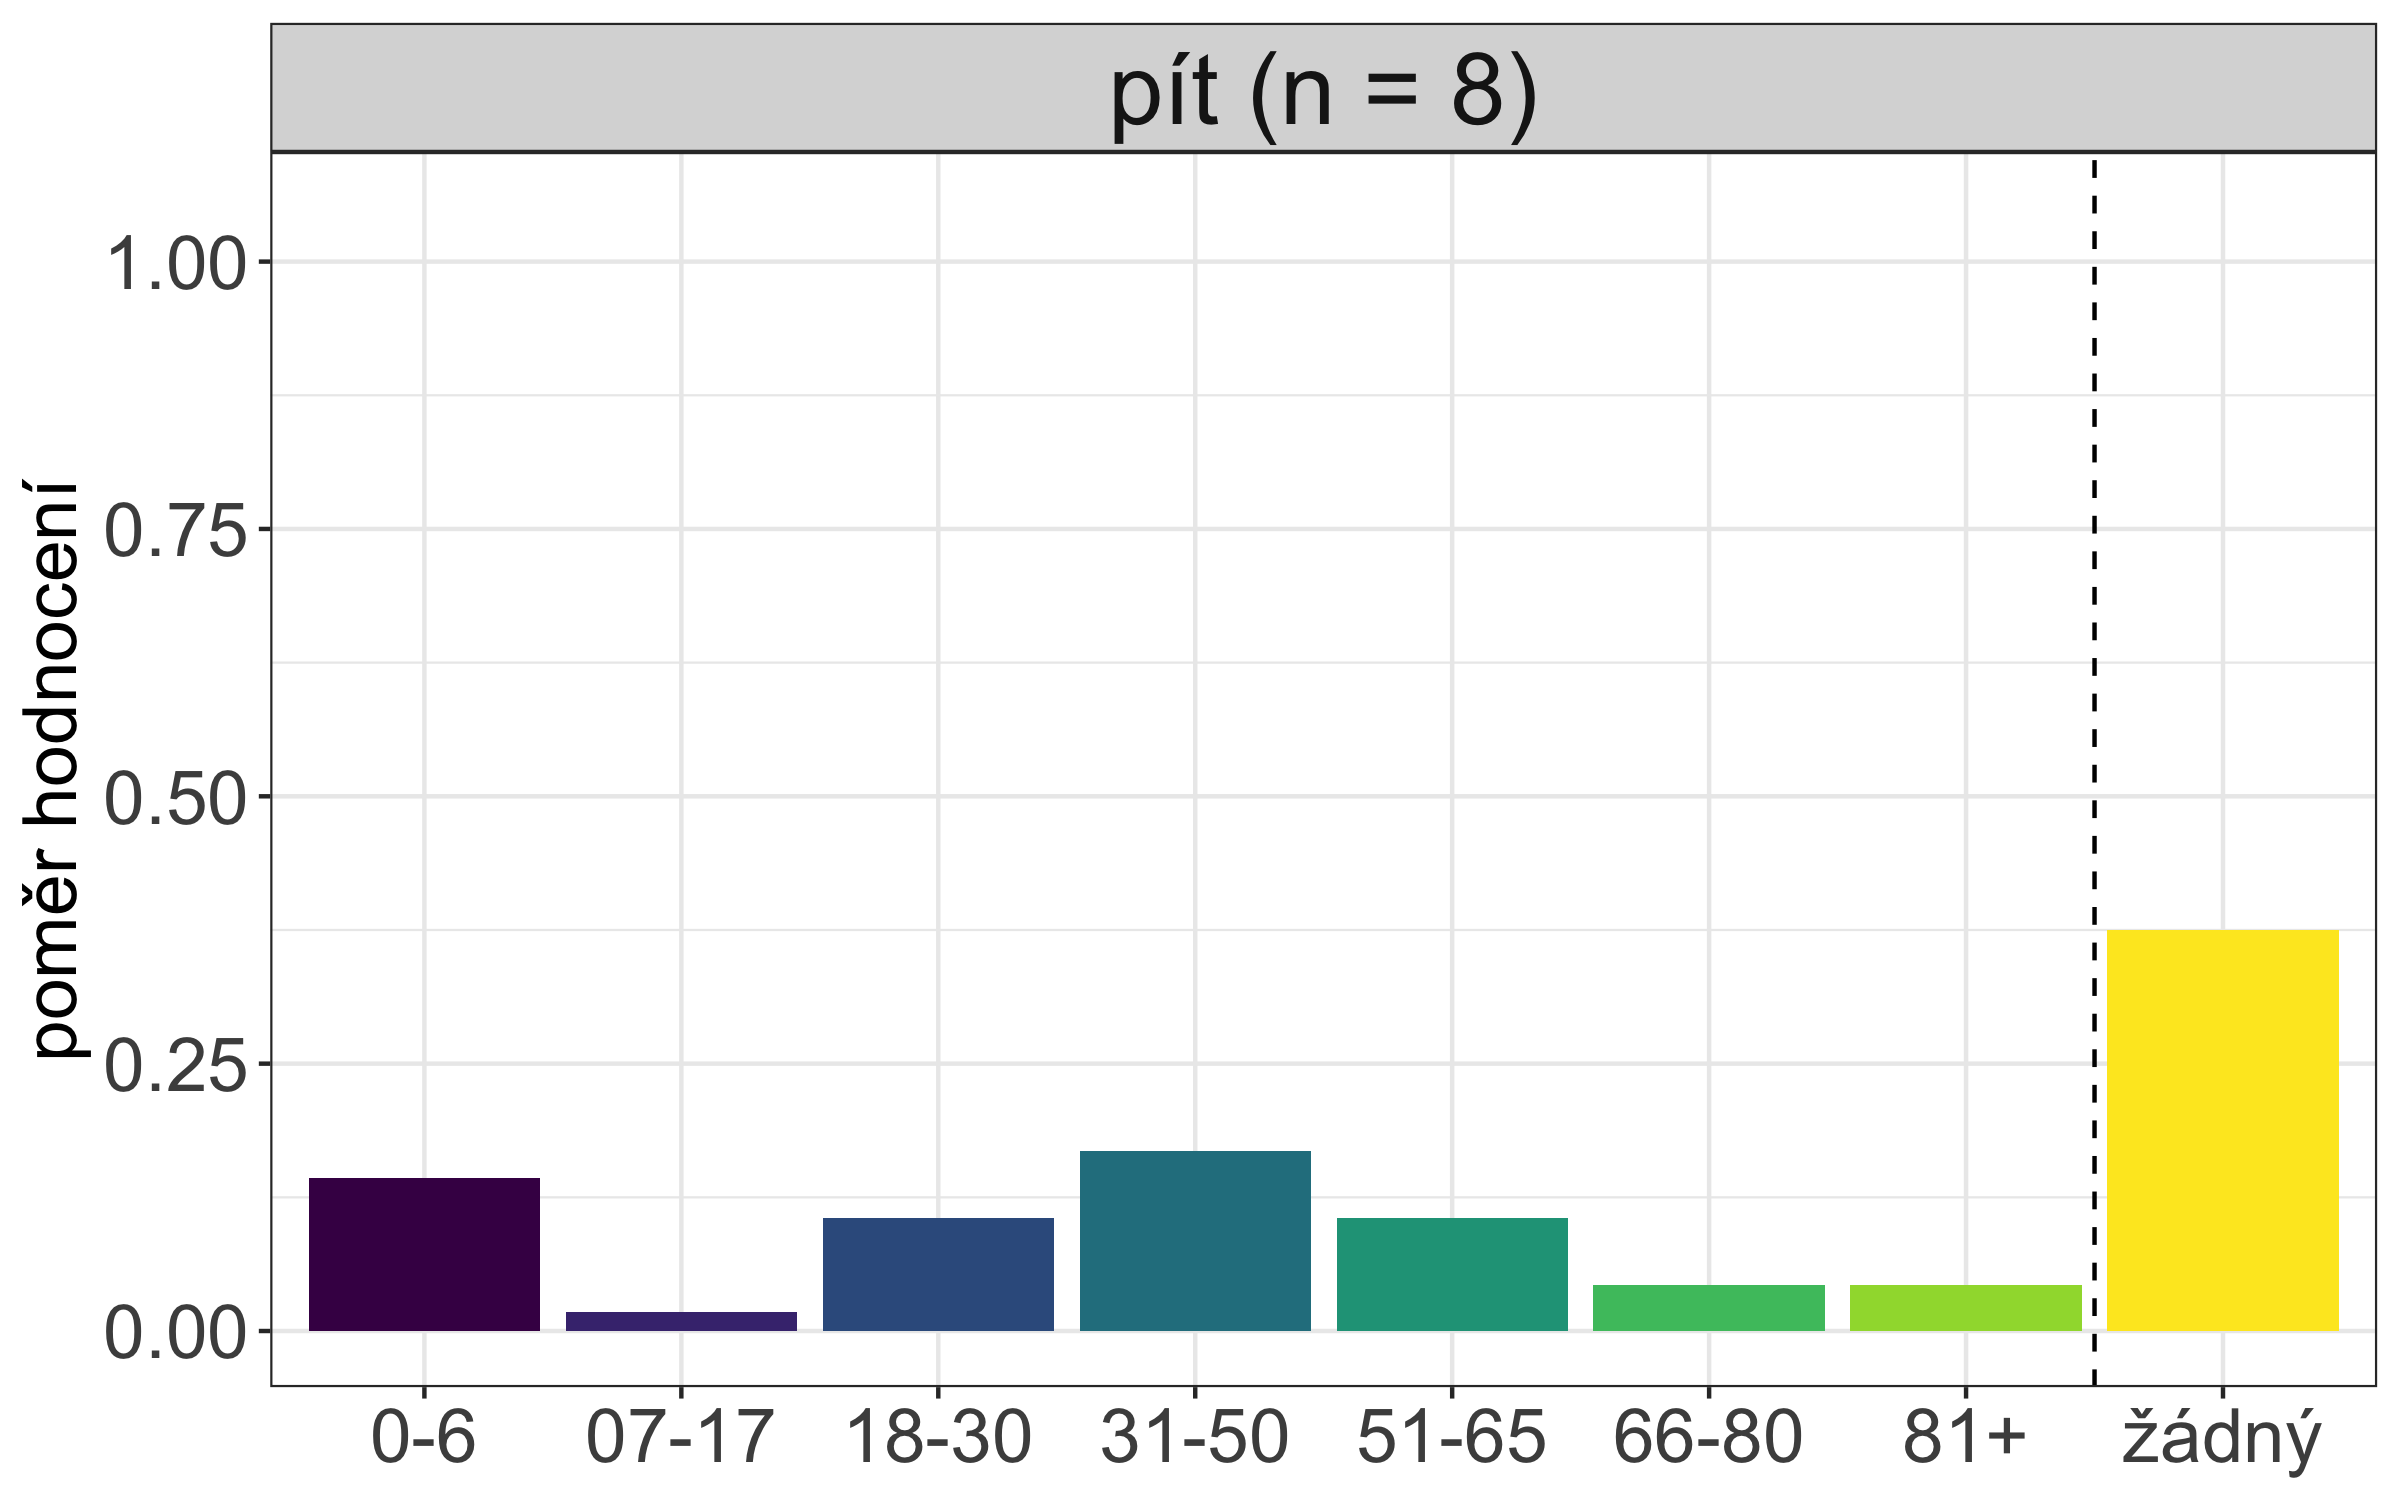 pít (n = 8)
poměr hodnocení
1.00
0.75
0.50
0.25
0.00
0-6 07-17 18-30 31-50 51-65 66-80 81+ žádný